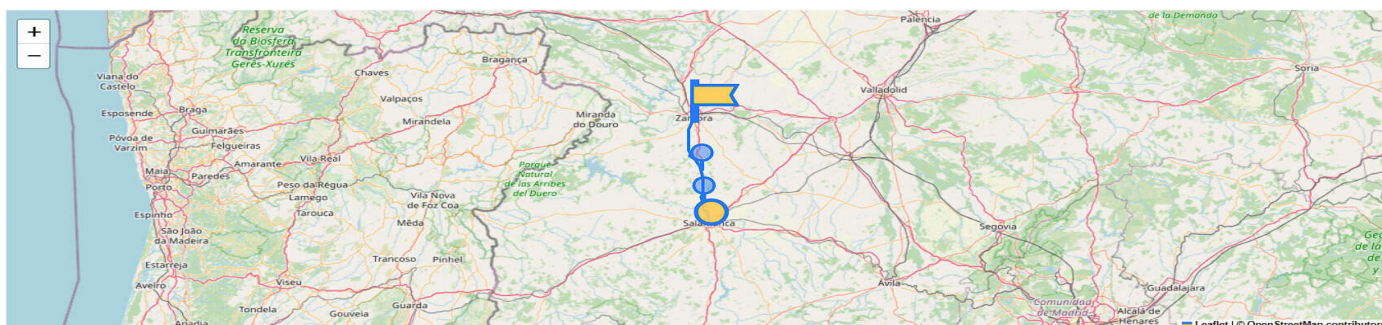 +
−
Reserva
da Biosfera
Transfronteira
Gerês-Xurés
Viana do
Castelo
Chaves
Bragança
Palencia
de la Demanda
Soria
Esposende
Braga
Valpaços
Miranda
do Douro
Valladolid
Póvoa de
Varzim
Guimarães
Felgueiras
Mirandela
Maia
Porto
Paredes
Amarante
Vila Real
Peso da Régua
Lamego
Tarouca
Vila Nova
de Foz Coa
Parque
Natural
de las Arribes
del Duero
Espinho
São João
da Madeira
Mêda
Segovia
Estarreja
Aveiro
Viseu
Trancoso
Pinhel
Ávila
Guadalajara
Tondela
Gouveia
Guarda
Comunidad
de Madrid
Alcalá de
Henares
Leaflet | © OpenStreetMap contributors